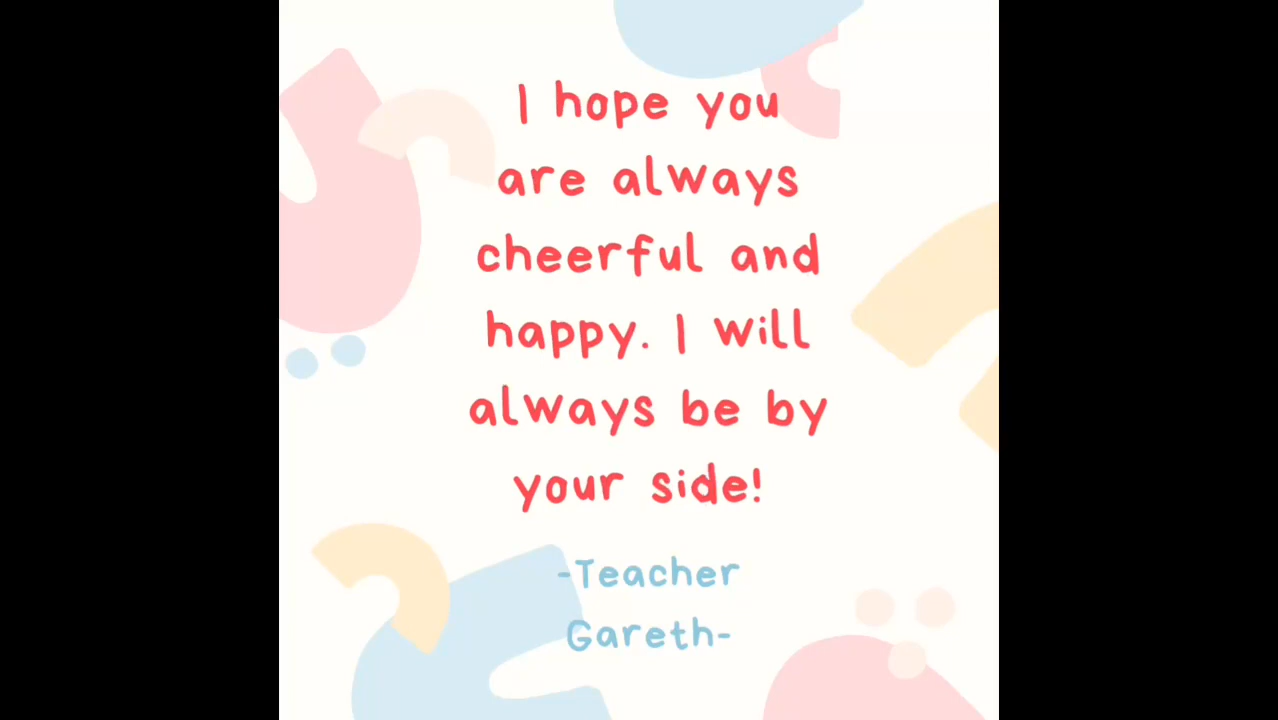 I hope you
are always
cheerful and
happy. I will
always be by
your side!
-Teacher
Gareth-